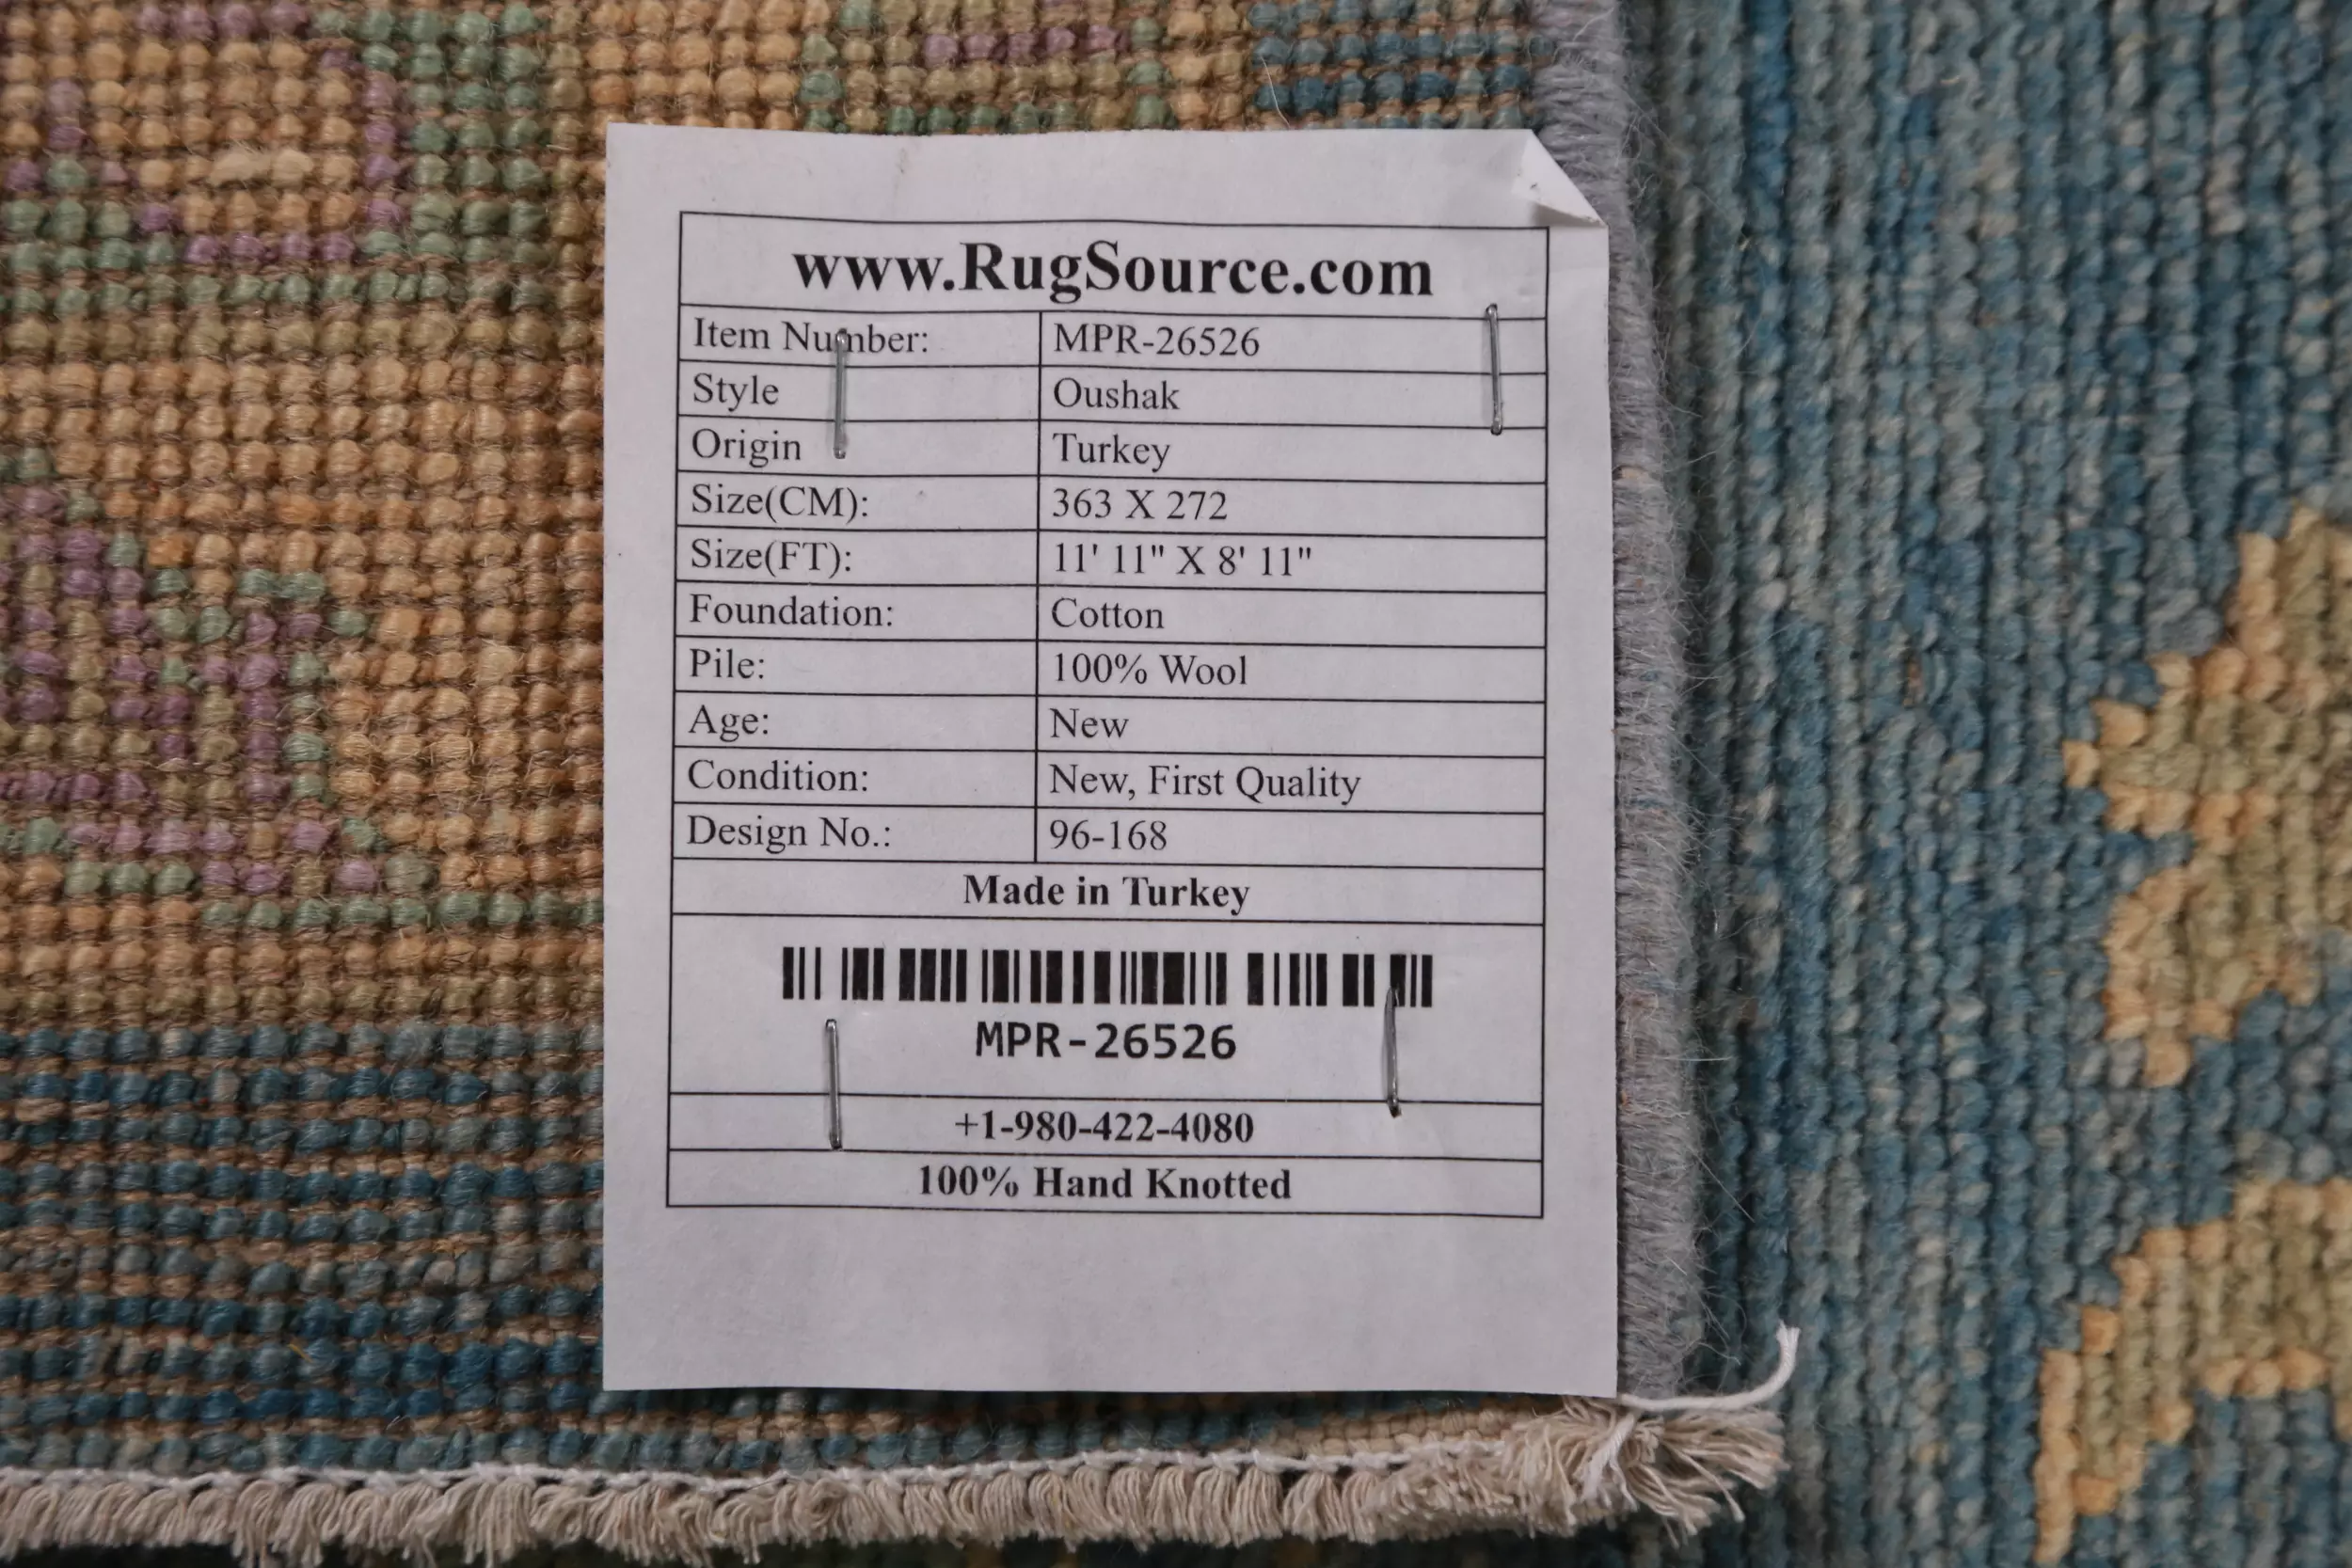 www.RugSource.com
Item Number: MPR-26526
Style Oushak
Origin Turkey
Size(CM): 363 X 272
Size(FT): 11' 11" X 8' 11"
Foundation: Cotton
Pile: 100% Wool
Age: New
Condition: New, First Quality
Design No.: 96-168
Made in Turkey
MPR-26526
+1-980-422-4080
100% Hand Knotted